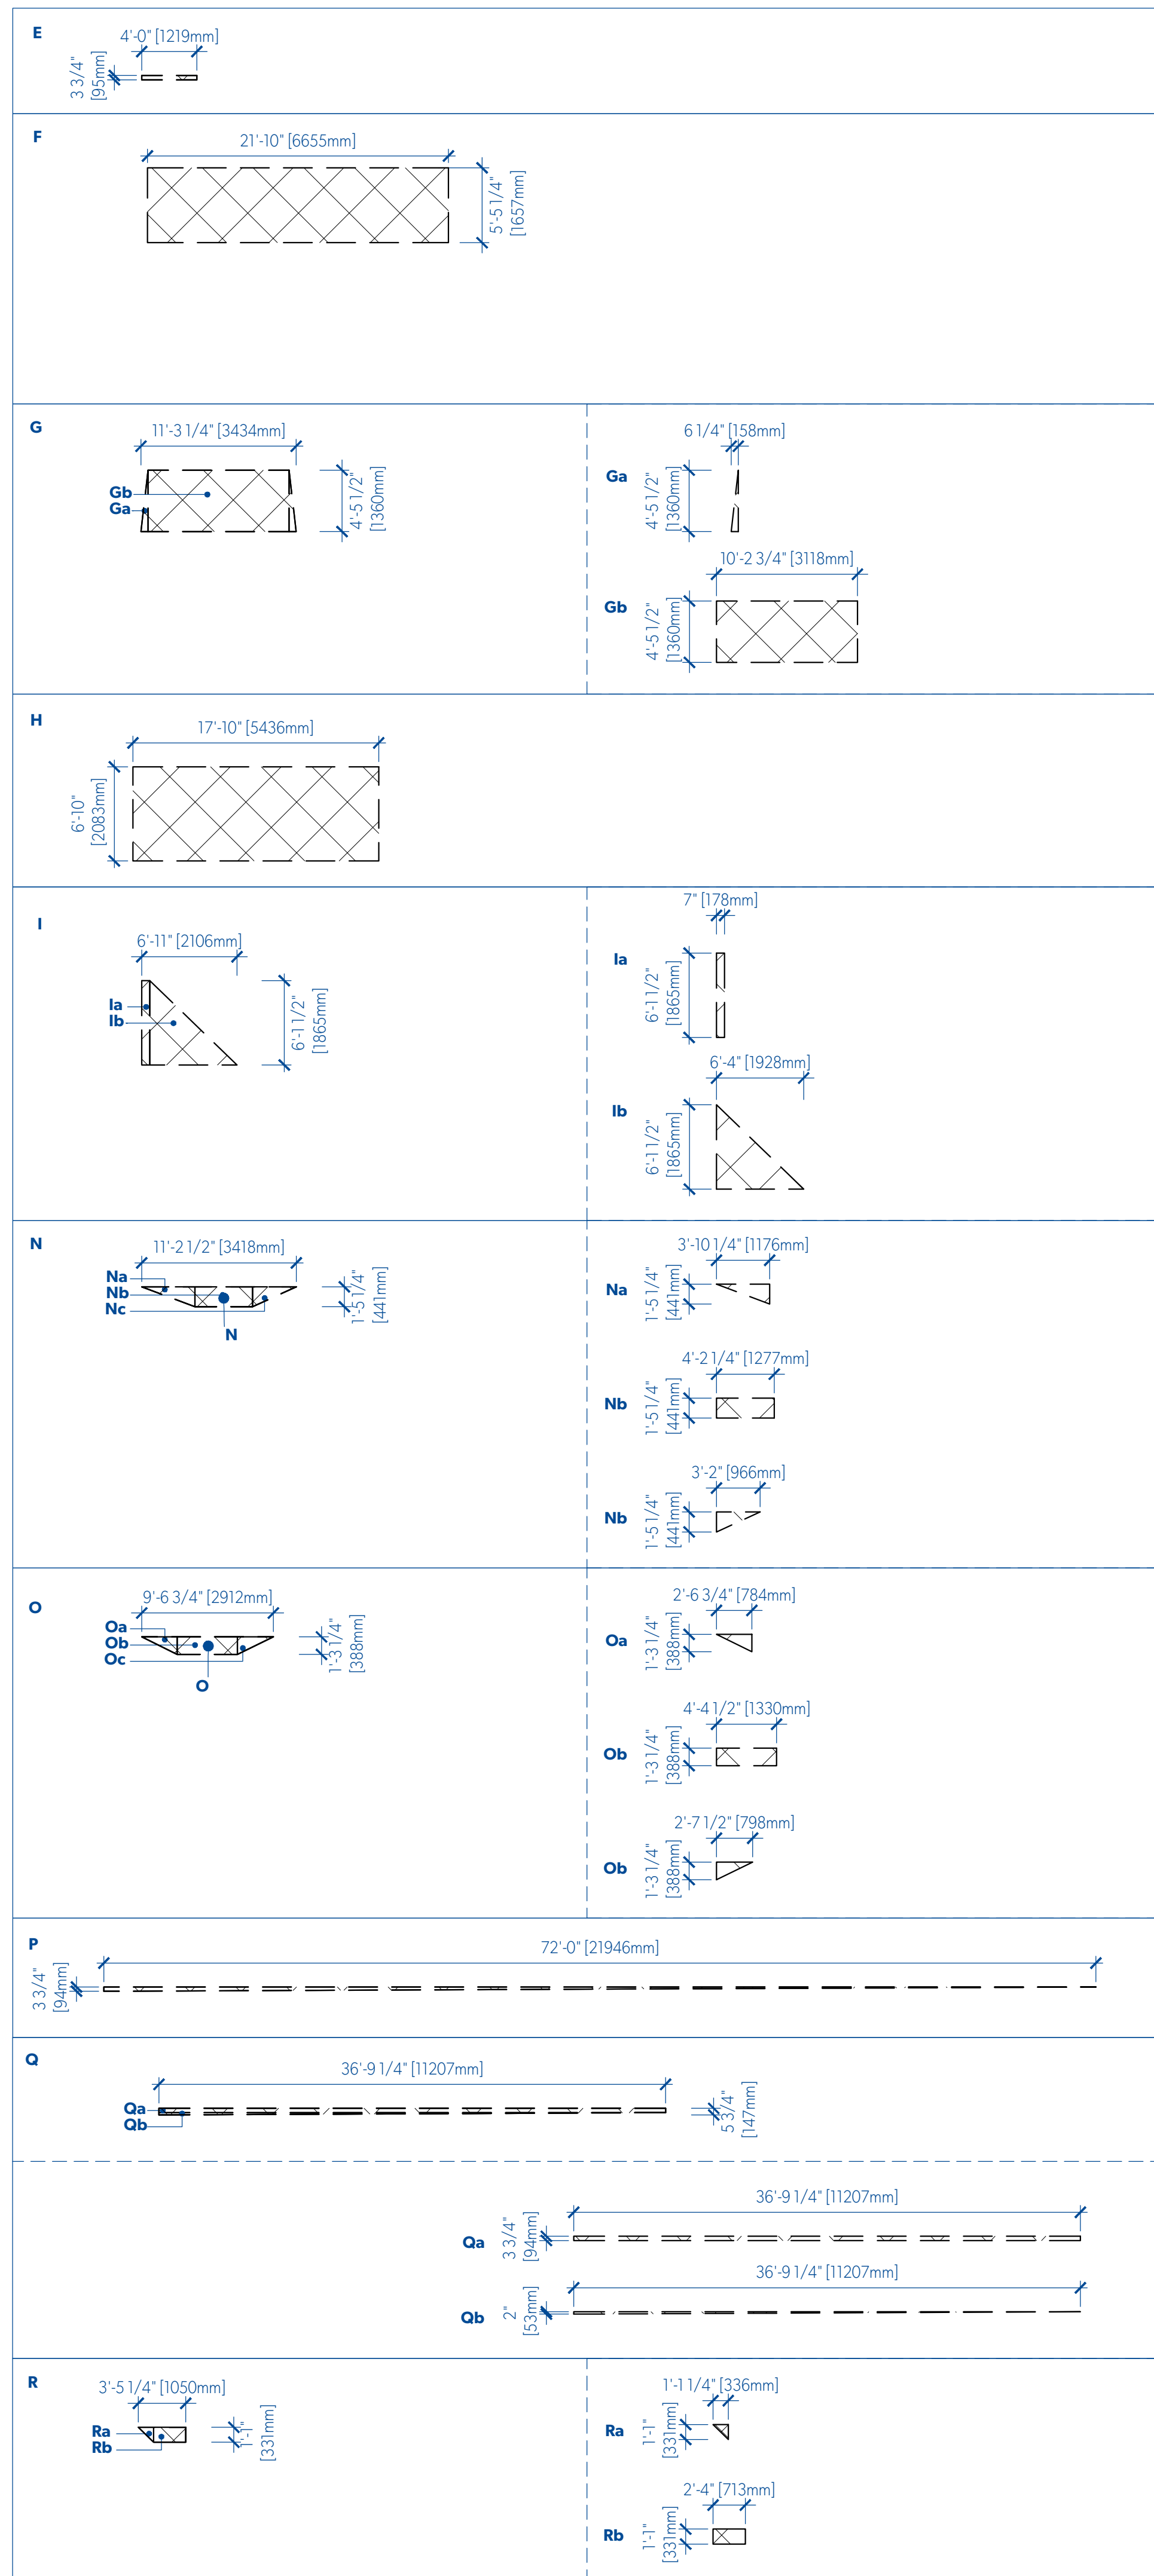 E
4'-0" [1219mm]
3 3/4"
[95mm]
F
21'-10" [6655mm]
5'-5 1/4"
[1657mm]
G
11'-3 1/4" [3434mm]
4'-5 1/2"
[1360mm]
Gb
Ga
6 1/4" [158mm]
Ga
4'-5 1/2"
[1360mm]
10'-2 3/4" [3118mm]
Gb
4'-5 1/2"
[1360mm]
H
17'-10" [5436mm]
6'-10"
[2083mm]
I
6'-11" [2106mm]
Ia
Ib
6'-1 1/2"
[1865mm]
7" [178mm]
Ia
6'-1 1/2"
[1865mm]
6'-4" [1928mm]
Ib
6'-1 1/2"
[1865mm]
N
11'-2 1/2" [3418mm]
Na
Nb
Nc
N
1'-5 1/4"
[441mm]
3'-10 1/4" [1176mm]
Na
1'-5 1/4"
[441mm]
4'-2 1/4" [1277mm]
Nb
1'-5 1/4"
[441mm]
3'-2" [966mm]
Nb
1'-5 1/4"
[441mm]
O
9'-6 3/4" [2912mm]
Oa
Ob
Oc
O
1'-3 1/4"
[388mm]
2'-6 3/4" [784mm]
Oa
1'-3 1/4"
[388mm]
4'-4 1/2" [1330mm]
Ob
1'-3 1/4"
[388mm]
2'-7 1/2" [798mm]
Ob
1'-3 1/4"
[388mm]
P
72'-0" [21946mm]
3 3/4"
[94mm]
Q
36'-9 1/4" [11207mm]
Qa
Qb
5 3/4"
[147mm]
36'-9 1/4" [11207mm]
Qa
3 3/4"
[94mm]
36'-9 1/4" [11207mm]
Qb
2"
[53mm]
R
3'-5 1/4" [1050mm]
Ra
Rb
1'-1"
[331mm]
1'-1 1/4" [336mm]
Ra
1'-1"
[331mm]
2'-4" [713mm]
Rb
1'-1"
[331mm]